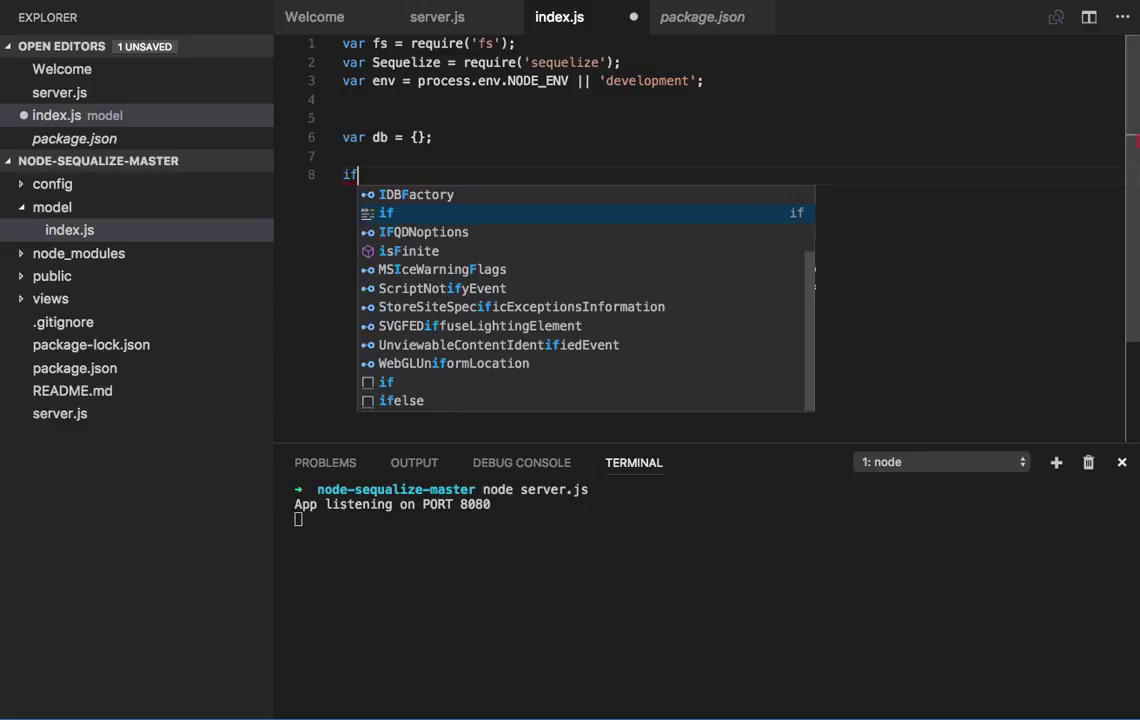 EXPLORER
Welcome
server.js
index.js
package.json
OPEN EDITORS 1 UNSAVED
Welcome
server.js
index.js model
package.json
NODE-SEQUALIZE-MASTER
config
model
index.js
node_modules
public
views
.gitignore
package-lock.json
package.json
README.md
server.js
1 var fs = require('fs');
2 var Sequelize = require('sequelize');
3 var env = process.env.NODE_ENV || 'development';
4
5
6 var db = {};
7
8 if
IDBFactory
if if
IFQDNoptions
isFinite
MSIceWarningFlags
ScriptNotifyEvent
StoreSiteSpecificExceptionsInformation
SVGFEDiffuseLightingElement
UnviewableContentIdentifiedEvent
WebGLUniformLocation
if
ifelse
PROBLEMS OUTPUT DEBUG CONSOLE TERMINAL 1: node
➜ node-sequalize-master node server.js
App listening on PORT 8080